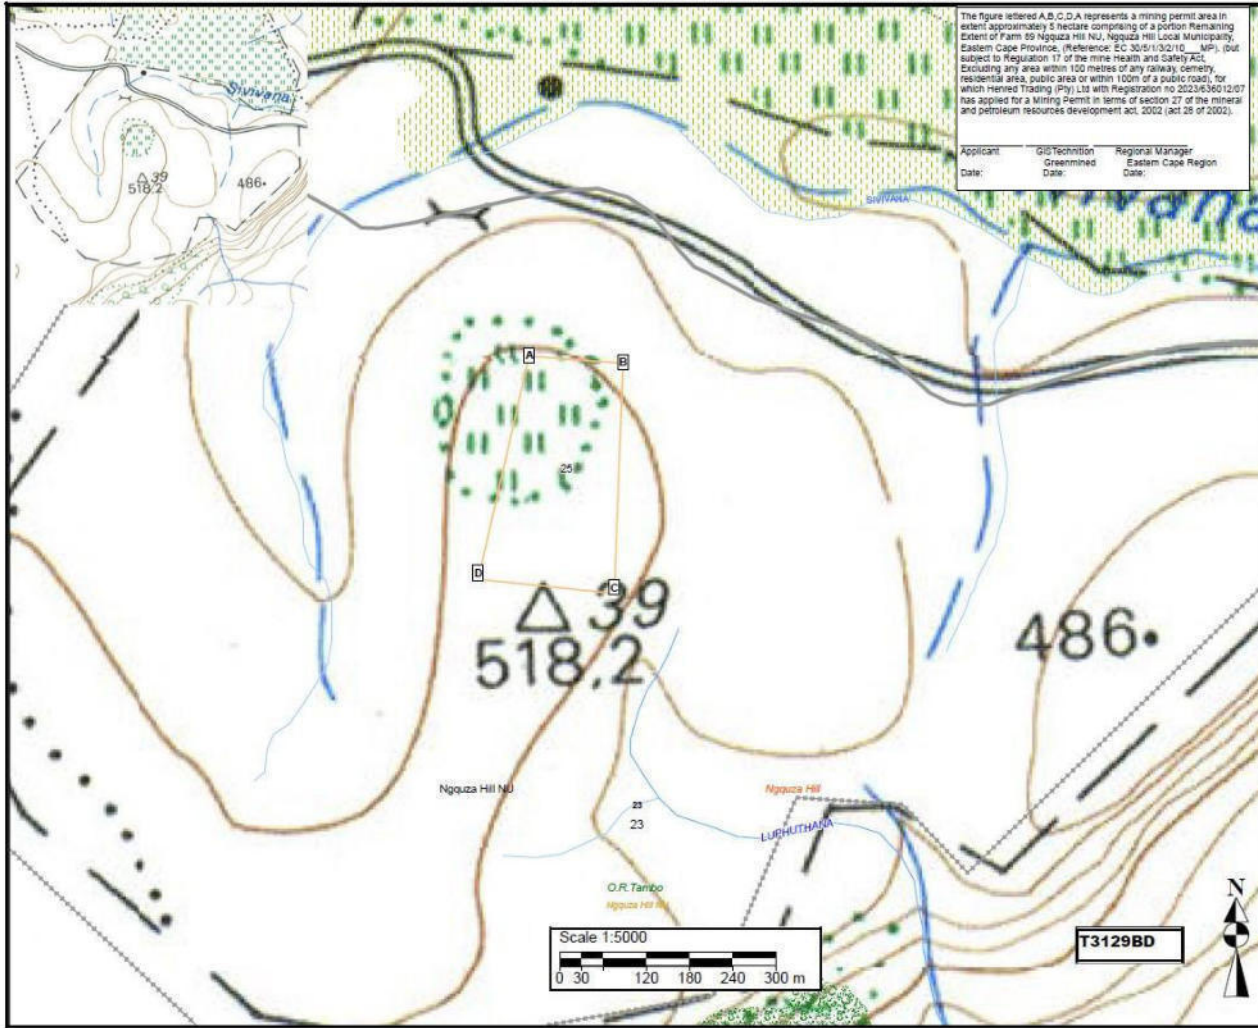 The figure lettered A,B,C,D,A represents a mining permit area in
extent approximately 5 hectare comprising of a portion Remaining
Extent of Farm 89 Ngquza Hill NU, Ngquza Hill Local Municipality,
Eastern Cape Province, (Reference: EC 30/5/1/3/2/10___MP). (but
subject to Regulation 17 of the mine Health and Safety Act,
Excluding any area within 100 metres of any railway, cemetry,
residential area, public area or within 100m of a public road), for
which Henred Trading (Pty) Ltd with Registration no 2023/636012/07
has applied for a Mining Permit in terms of section 27 of the mineral
and petroleum resources development act, 2002 (act 28 of 2002).
Applicant GISTechnition Regional Manager
Greenmined Eastern Cape Region
Date: Date: Date:
Sivivana
39
518,2
486
SIVIVANA
A
B
25
D
C
39
518,2
486
Ngquza Hill NU
Ngquza Hill
23
23
LUPHUTHANA
O.R.Tambo
Ngquza Hill NU
Scale 1:5000
0 30 120 180 240 300 m
T3129BD
N